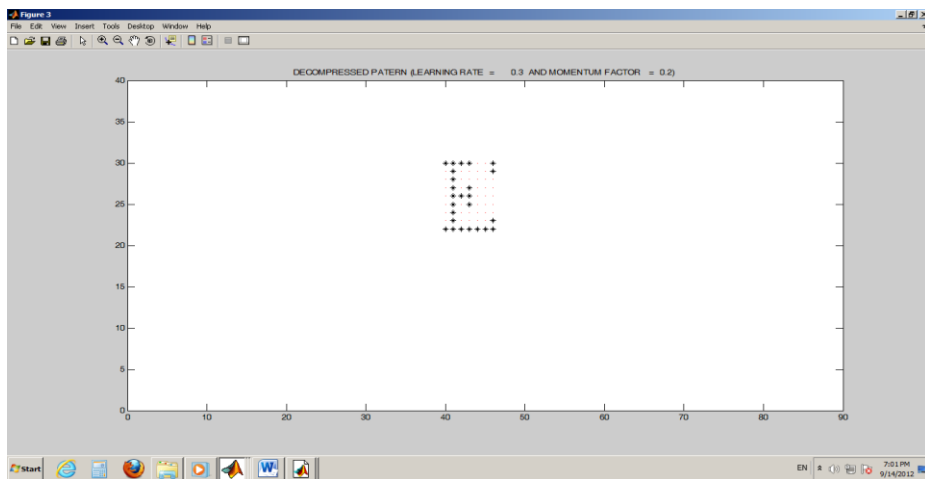 Figure 3
File Edit View Insert Tools Desktop Window Help
DECOMPRESSED PATERN (LEARNING RATE = 0.3 AND MOMENTUM FACTOR = 0.2)
40
35
30
25
20
15
10
5
0
0 10 20 30 40 50 60 70 80 90
Start
EN
7:01 PM
9/14/2012